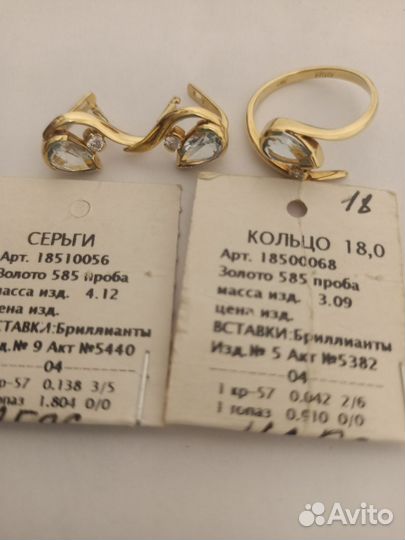 СЕРЬГИ
Арт. 18510056
Золото 585 проба
масса изд. 4.12
цена изд.
ВСТАВКИ:Бриллианты
Изд.№ 9 Акт №5440
04
кр-57 0.138 3/5
топаз 1.804 0/0
18
КОЛЬЦО 18,0
Арт. 18500068
Золото 585 проба
масса изд. 3.09
цену изд.
ВСТАВКИ:Бриллианты
Изд.№ 5 Акт №5382
04
1 кр-57 0.042 2/6
1 топаз 0.910 0/0
Avito